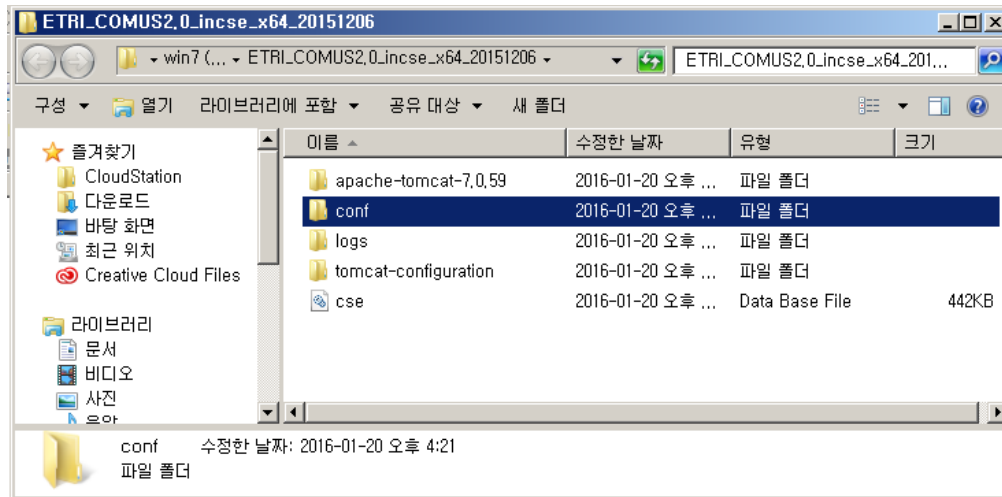 ETRI_COMUS2.0_incse_x64_20151206
win7 (... ETRI_COMUS2.0_incse_x64_20151206
ETRI_COMUS2.0_incse_x64_201...
구성 열기 라이브러리에 포함 공유 대상 새 폴더
이름 수정한 날짜 유형 크기
즐겨찾기
CloudStation
다운로드
바탕 화면
최근 위치
Creative Cloud Files
라이브러리
문서
비디오
사진
음악
apache-tomcat-7.0.59 2016-01-20 오후 ... 파일 폴더
conf 2016-01-20 오후 ... 파일 폴더
logs 2016-01-20 오후 ... 파일 폴더
tomcat-configuration 2016-01-20 오후 ... 파일 폴더
cse 2016-01-20 오후 ... Data Base File 442KB
conf 수정한 날짜: 2016-01-20 오후 4:21
파일 폴더